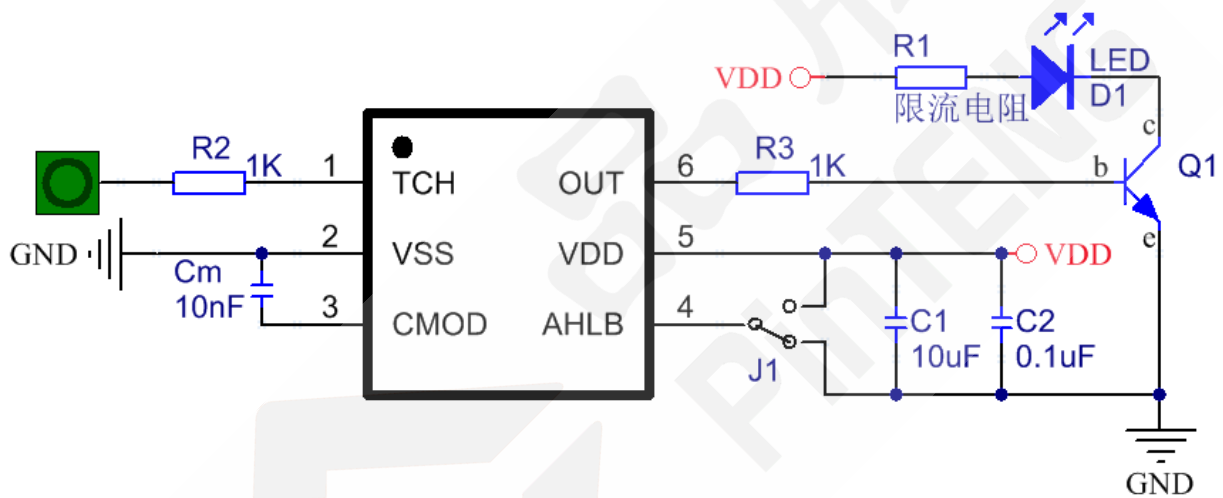 R1
LED
VDD
限流电阻
D1
c
R2
1K
1
TCH
OUT
6
R3
1K
b
Q1
GND
2
VSS
VDD
5
VDD
e
Cm
10nF
3
CMOD
AHLB
4
J1
C1
10uF
C2
0.1uF
GND
PinTENG